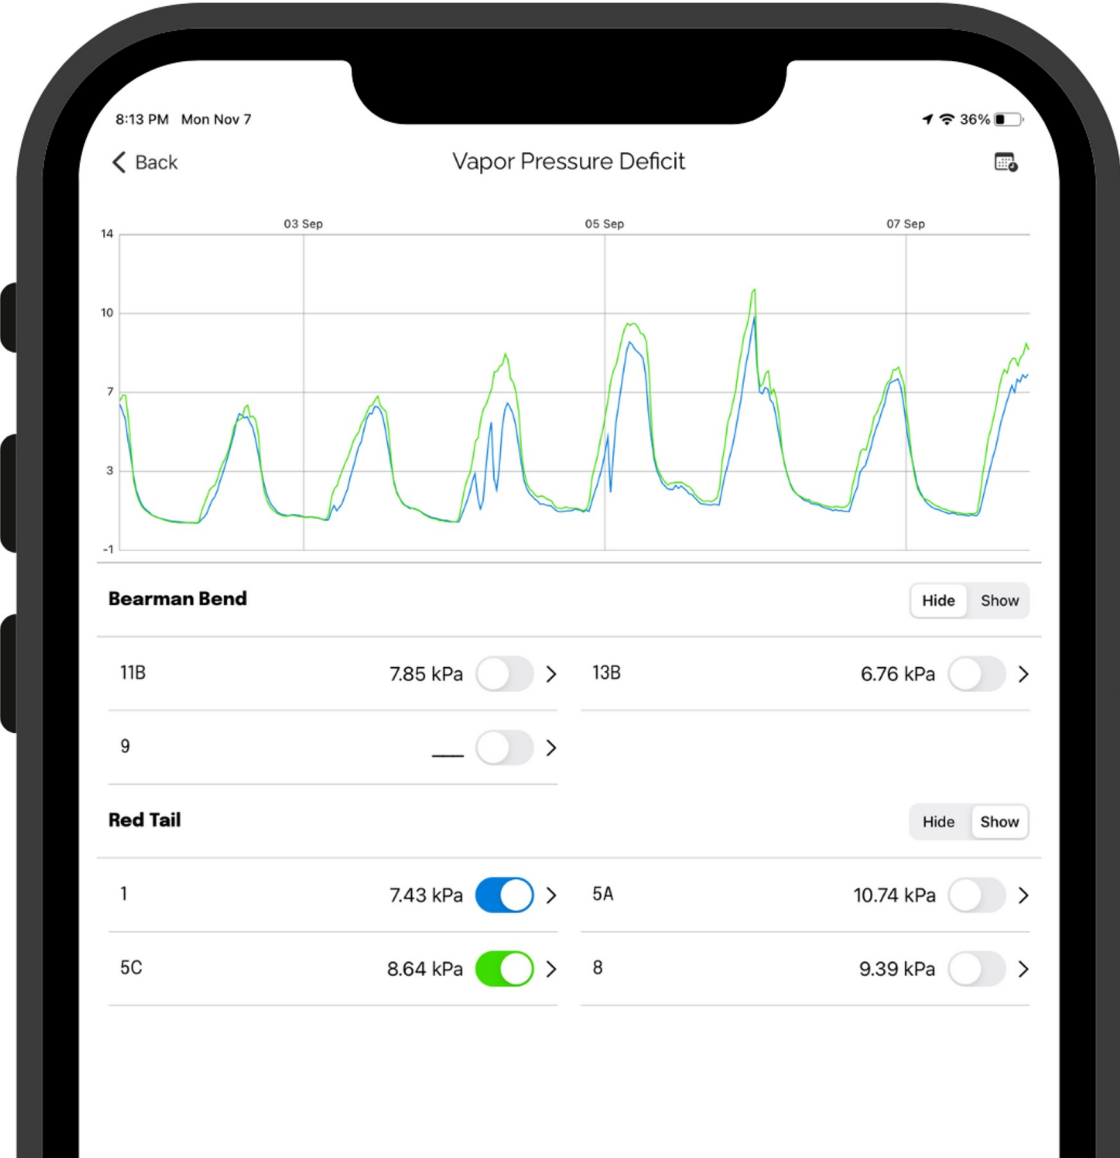 8:13 PM Mon Nov 7 36%
Back Vapor Pressure Deficit
03 Sep 05 Sep 07 Sep
14
10
7
3
-1
Bearman Bend Hide Show
11B 7.85 kPa 13B 6.76 kPa
9 ___
Red Tail Hide Show
1 7.43 kPa 5A 10.74 kPa
5C 8.64 kPa 8 9.39 kPa